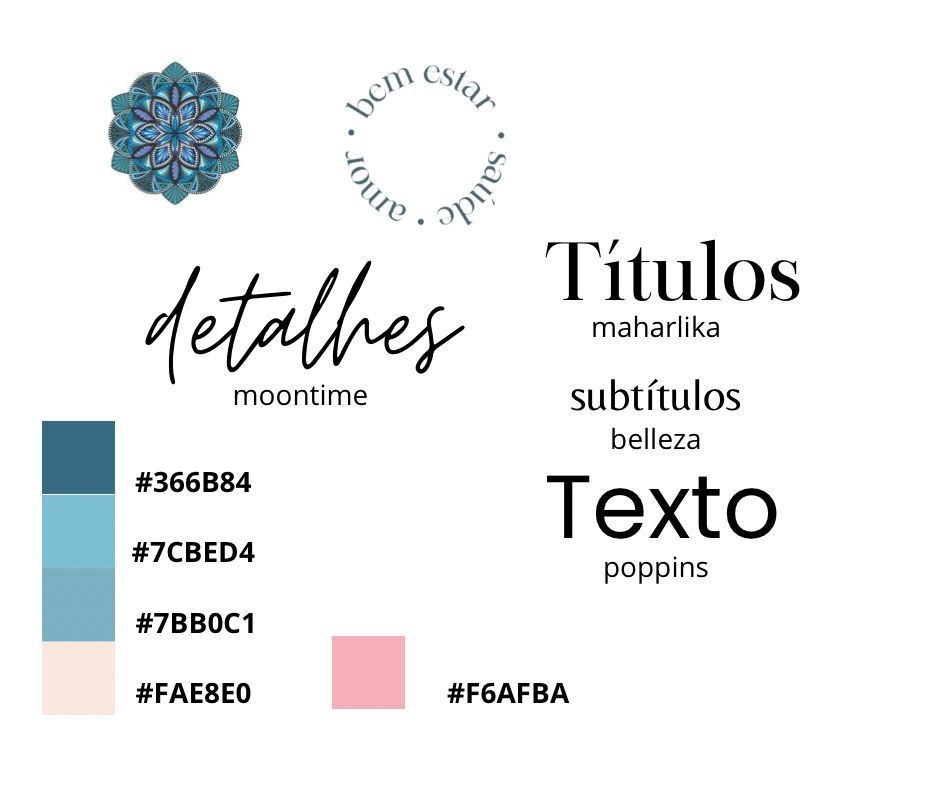 bem estar
· saúde · amor ·
Títulos
maharlika
detalhes
moontime
subtítulos
belleza
Texto
poppins
#366B84
#7CBED4
#7BB0C1
#FAE8E0
#F6AFBA